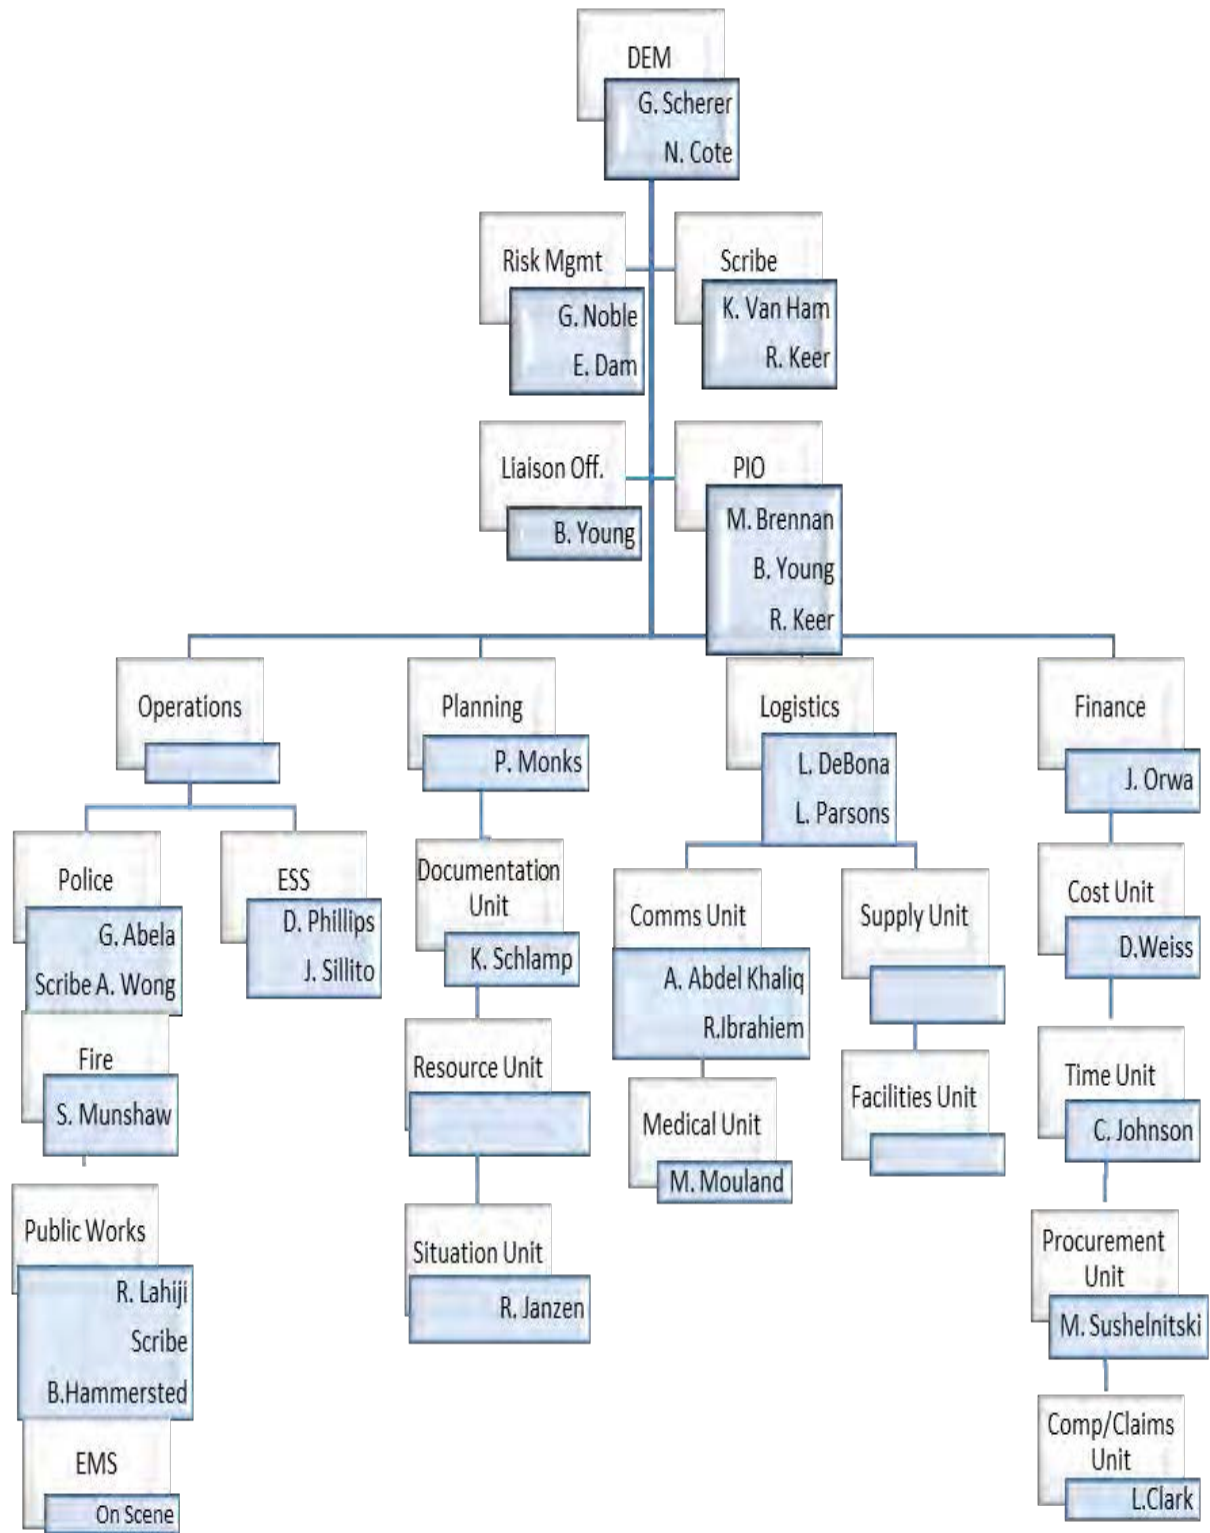 DEM
G. Scherer
N. Cote
Risk Mgmt
G. Noble
E. Dam
Scribe
K. Van Ham
R. Keer
Liaison Off.
B. Young
PIO
M. Brennan
B. Young
R. Keer
Operations
Police
G. Abela
Scribe A. Wong
Fire
S. Munshaw
Public Works
R. Lahiji
Scribe
B.Hammersted
EMS
On Scene
ESS
D. Phillips
J. Sillito
Planning
P. Monks
Documentation
Unit
K. Schlamp
Resource Unit
Situation Unit
R. Janzen
Logistics
L. DeBona
L. Parsons
Comms Unit
A. Abdel Khaliq
R.Ibrahiem
Medical Unit
M. Mouland
Supply Unit
Facilities Unit
Finance
J. Orwa
Cost Unit
D.Weiss
Time Unit
C. Johnson
Procurement
Unit
M. Sushelnitski
Comp/Claims
Unit
L.Clark